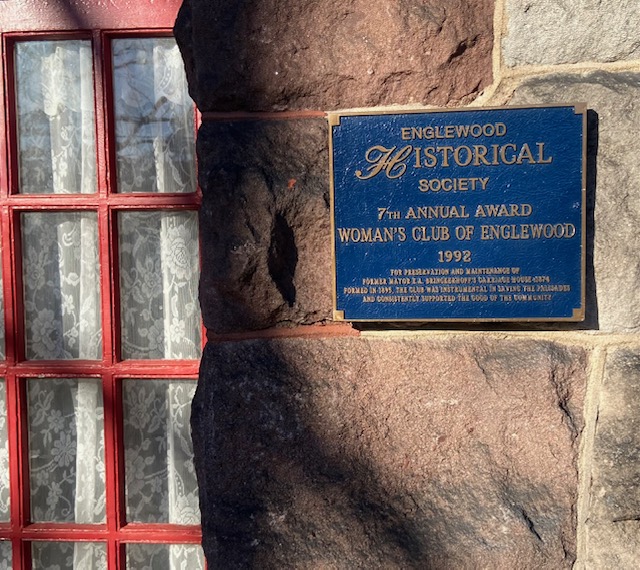 ENGLEWOOD
HISTORICAL
SOCIETY
7TH ANNUAL AWARD
WOMAN'S CLUB OF ENGLEWOOD
1992
FOR PRESERVATION AND MAINTENANCE OF
FORMER MAYOR E.A. BRINCKERHOFF'S CARRIAGE HOUSE
FORMED IN 1895, THE CLUB WAS INSTRUMENTAL IN SAVING THE PALISADES
AND CONSISTENTLY SUPPORTED THE GOOD OF THE COMMUNITY